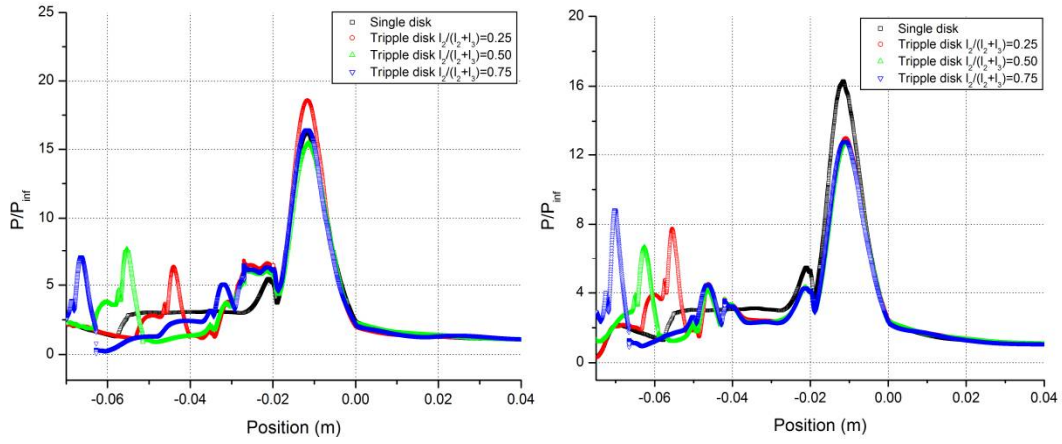 25
20
15
10
5
0
P/P_inf
-0.06
-0.04
-0.02
0.00
0.02
0.04
Position (m)
Single disk
Tripple disk l₂/(l₂+l₃)=0.25
Tripple disk l₂/(l₂+l₃)=0.50
Tripple disk l₂/(l₂+l₃)=0.75
20
16
12
8
4
0
P/P_inf
-0.06
-0.04
-0.02
0.00
0.02
0.04
Position (m)
Single disk
Tripple disk l₂/(l₂+l₃)=0.25
Tripple disk l₂/(l₂+l₃)=0.50
Tripple disk l₂/(l₂+l₃)=0.75